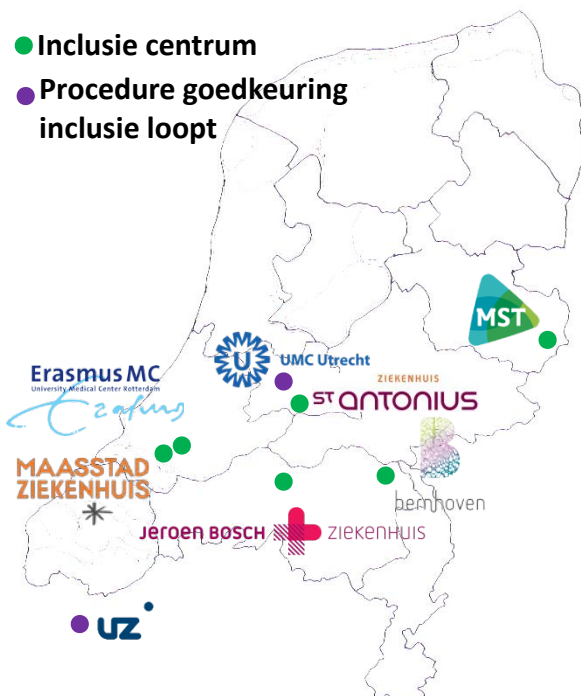 Inclusie centrum
Procedure goedkeuring
inclusie loopt
MST
U
UMC Utrecht
ZIEKENHUIS
ST ANTONIUS
Erasmus MC
University Medical Center Rotterdam
Erasmus
MAASSTAD
ZIEKENHUIS
B
bernhoven
JEROEN BOSCH ZIEKENHUIS
UZ